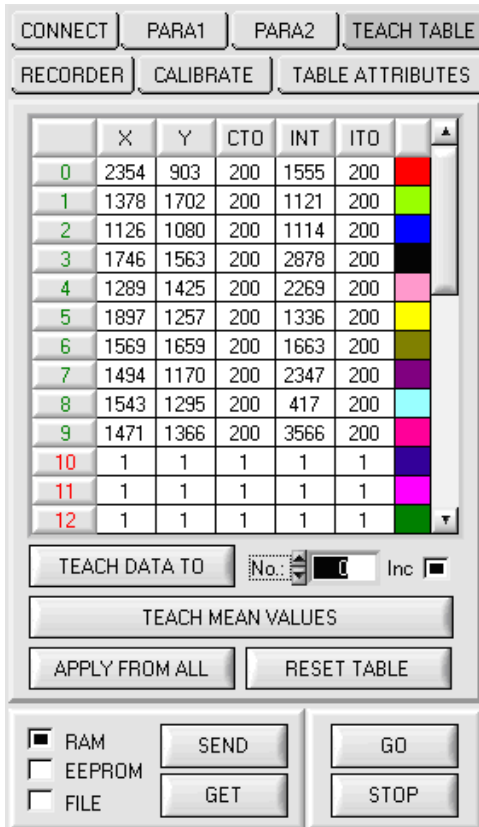 CONNECT PARA1 PARA2 TEACH TABLE
RECORDER CALIBRATE TABLE ATTRIBUTES
X Y CTO INT ITO
0 2354 903 200 1555 200
1 1378 1702 200 1121 200
2 1126 1080 200 1114 200
3 1746 1563 200 2878 200
4 1289 1425 200 2269 200
5 1897 1257 200 1336 200
6 1569 1659 200 1663 200
7 1494 1170 200 2347 200
8 1543 1295 200 417 200
9 1471 1366 200 3566 200
10 1 1 1 1 1
11 1 1 1 1 1
12 1 1 1 1 1
TEACH DATA TO No.: 0 Inc
TEACH MEAN VALUES
APPLY FROM ALL RESET TABLE
RAM SEND GO
EEPROM
FILE GET STOP